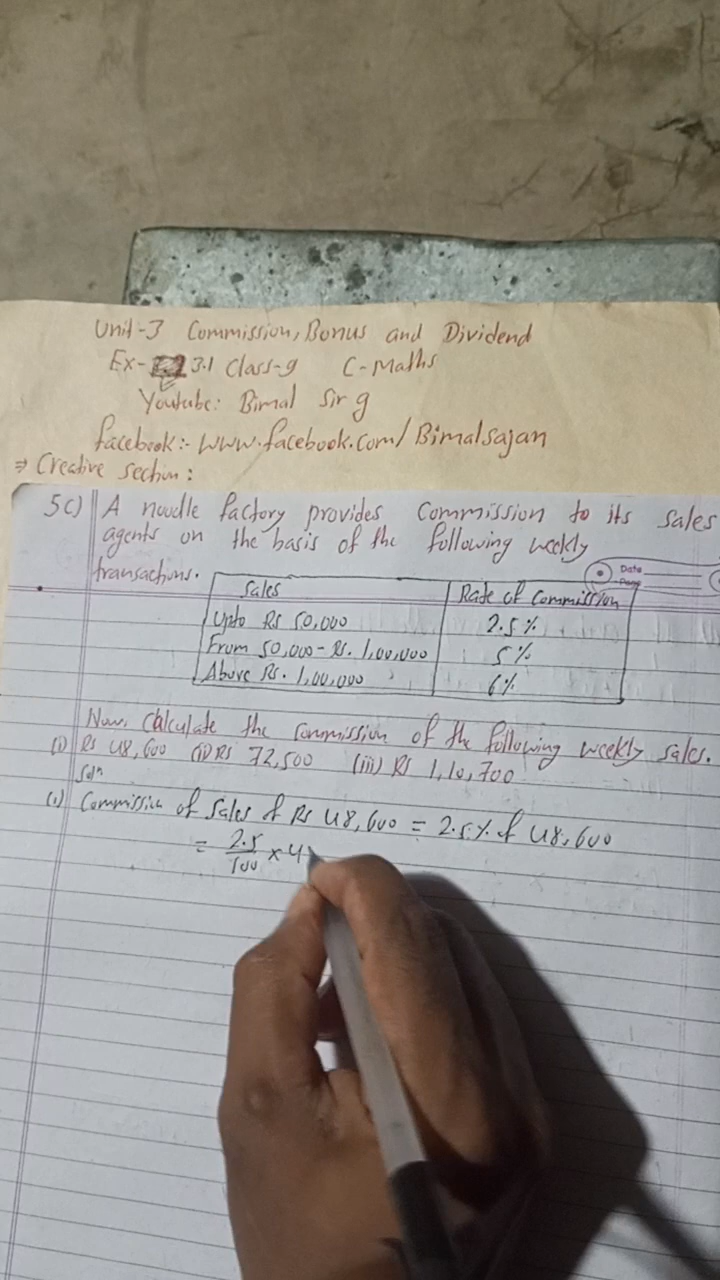 Unit-3 Commission, Bonus and Dividend
Ex- 3.1 Class-9 C-Maths
Youtube: Bimal Sir g
facebook:- www.facebook.com/Bimalsajan
⇒ Creative section:
5c) A noodle factory provides Commission to its sales
agents on the basis of the following weekly
transactions.
Date
Page
Sales Rate of Commission
Upto Rs 50,000 2.5%
From 50,000 - Rs. 1,00,000 5%
Above Rs. 1,00,000 6%
Now, Calculate the commission of the following weekly sales.
(i) Rs 48,600 (ii) Rs 72,500 (iii) Rs 1,10,700
Soln
(i) Commission of Sales of Rs 48,600 = 2.5% of 48,600
= 2.5/100 × 4